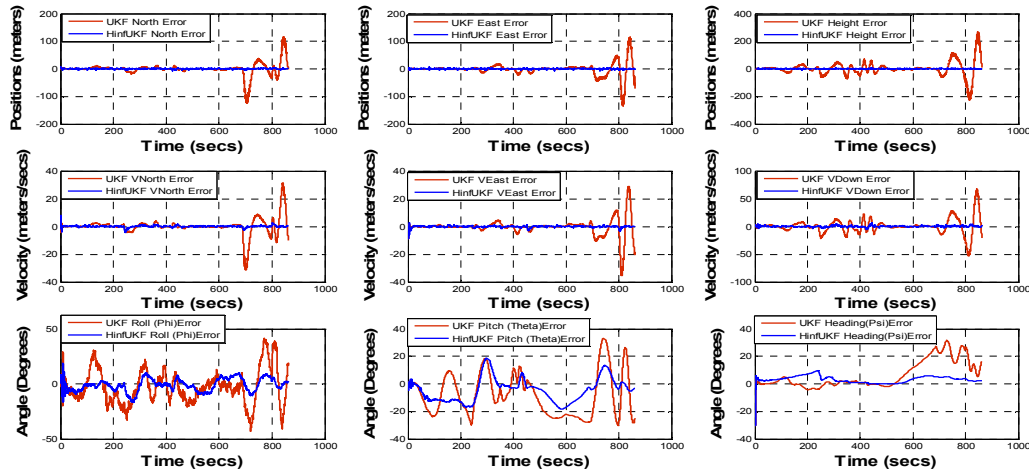 UKF North Error
HinfUKF North Error
200
100
0
-100
-200
0 200 400 600 800 1000
Positions (meters)
Time (secs)
UKF East Error
HinfUKF East Error
200
100
0
-100
-200
0 200 400 600 800 1000
Positions (meters)
Time (secs)
UKF Height Error
HinfUKF Height Error
400
200
0
-200
-400
0 200 400 600 800 1000
Positions (meters)
Time (secs)
UKF VNorth Error
HinfUKF VNorth Error
40
20
0
-20
-40
0 200 400 600 800 1000
Velocity (meters/secs)
Time (secs)
UKF VEast Error
HinfUKF VEast Error
40
20
0
-20
-40
0 200 400 600 800 1000
Velocity (meters/secs)
Time (secs)
UKF VDown Error
HinfUKF VDown Error
100
50
0
-50
-100
0 200 400 600 800 1000
Velocity (meters/secs)
Time (secs)
UKF Roll (Phi)Error
HinfUKF Roll (Phi)Error
50
0
-50
0 200 400 600 800 1000
Angle (Degrees)
Time (secs)
UKF Pitch (Theta)Error
HinfUKF Pitch (Theta)Error
40
20
0
-20
-40
0 200 400 600 800 1000
Angle (Degrees)
Time (secs)
UKF Heading(Psi)Error
HinfUKF Heading(Psi)Error
40
20
0
-20
-40
0 200 400 600 800 1000
Angle (Degrees)
Time (secs)